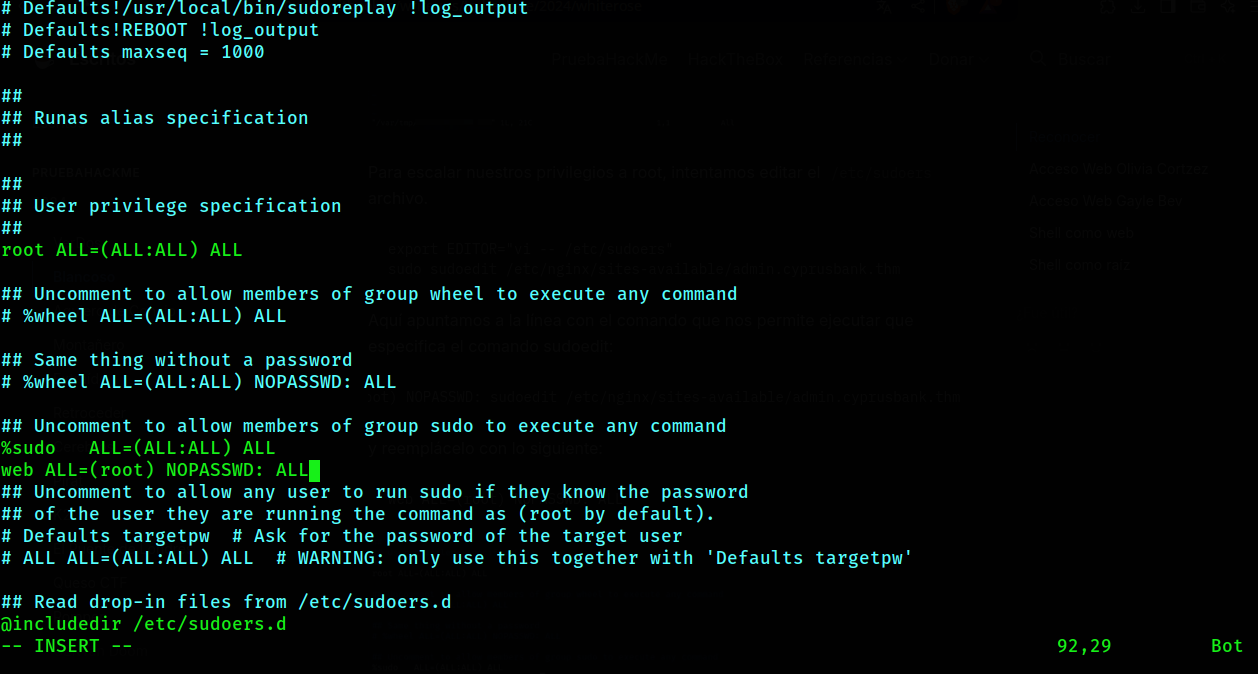 # Defaults!/usr/local/bin/sudoreplay !log_output
# Defaults!REBOOT !log_output
# Defaults maxseq = 1000
##
## Runas alias specification
##
##
## User privilege specification
##
root ALL=(ALL:ALL) ALL
## Uncomment to allow members of group wheel to execute any command
# %wheel ALL=(ALL:ALL) ALL
## Same thing without a password
# %wheel ALL=(ALL:ALL) NOPASSWD: ALL
## Uncomment to allow members of group sudo to execute any command
%sudo   ALL=(ALL:ALL) ALL
web ALL=(root) NOPASSWD: ALL
## Uncomment to allow any user to run sudo if they know the password
## of the user they are running the command as (root by default).
# Defaults targetpw  # Ask for the password of the target user
# ALL ALL=(ALL:ALL) ALL  # WARNING: only use this together with 'Defaults targetpw'
## Read drop-in files from /etc/sudoers.d
@includedir /etc/sudoers.d
-- INSERT -- 92,29 Bot